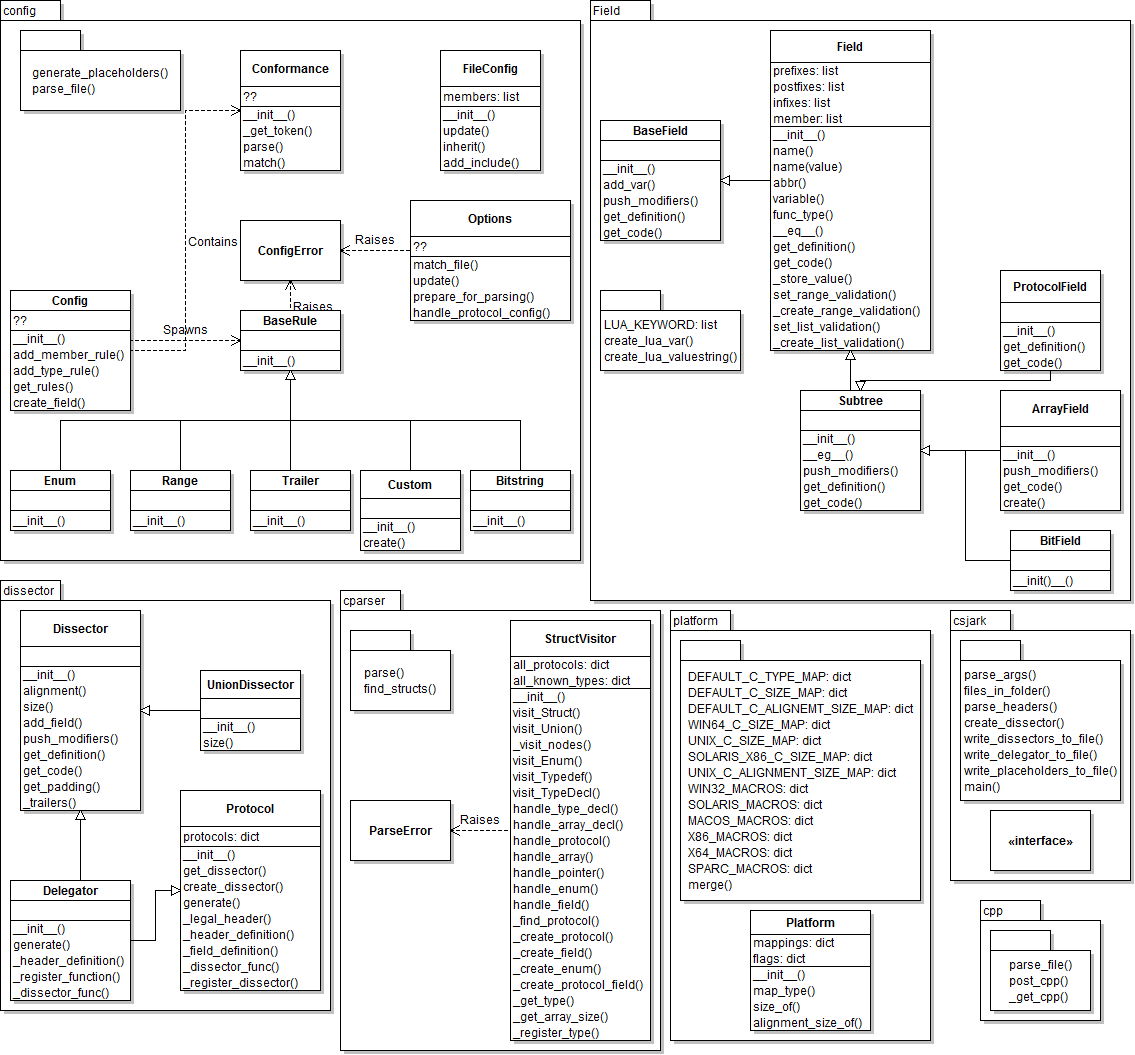 config
generate_placeholders()
parse_file()
Conformance
??
__init__()
_get_token()
parse()
match()
FileConfig
members: list
__init__()
update()
inherit()
add_include()
Contains
ConfigError
Raises
Options
??
match_file()
update()
prepare_for_parsing()
handle_protocol_config()
Config
??
__init__()
add_member_rule()
add_type_rule()
get_rules()
create_field()
Spawns
Raises
BaseRule
__init__()
Enum
__init__()
Range
__init__()
Trailer
__init__()
Custom
__init__()
create()
Bitstring
__init__()
Field
BaseField
__init__()
add_var()
push_modifiers()
get_definition()
get_code()
Field
prefixes: list
postfixes: list
infixes: list
member: list
__init__()
name()
name(value)
abbr()
variable()
func_type()
__eq__()
get_definition()
get_code()
_store_value()
set_range_validation()
_create_range_validation()
set_list_validation()
_create_list_validation()
LUA_KEYWORD: list
create_lua_var()
create_lua_valuestring()
ProtocolField
__init__()
get_definition()
get_code()
Subtree
__init__()
__eg__()
push_modifiers()
get_definition()
get_code()
ArrayField
__init__()
push_modifiers()
get_code()
create()
BitField
__init()__()
dissector
Dissector
__init__()
alignment()
size()
add_field()
push_modifiers()
get_definition()
get_code()
get_padding()
_trailers()
UnionDissector
__init__()
size()
Protocol
protocols: dict
__init__()
get_dissector()
create_dissector()
generate()
_legal_header()
_header_definition()
_field_definition()
_dissector_func()
_register_dissector()
Delegator
__init__()
generate()
_header_definition()
_register_function()
_dissector_func()
cparser
parse()
find_structs()
ParseError
Raises
StructVisitor
all_protocols: dict
all_known_types: dict
__init__()
visit_Struct()
visit_Union()
_visit_nodes()
visit_Enum()
visit_Typedef()
visit_TypeDecl()
handle_type_decl()
handle_array_decl()
handle_protocol()
handle_array()
handle_pointer()
handle_enum()
handle_field()
_find_protocol()
_create_protocol()
_create_field()
_create_enum()
_create_protocol_field()
_get_type()
_get_array_size()
_register_type()
platform
DEFAULT_C_TYPE_MAP: dict
DEFAULT_C_SIZE_MAP: dict
DEFAULT_C_ALIGNEMT_SIZE_MAP: dict
WIN64_C_SIZE_MAP: dict
UNIX_C_SIZE_MAP: dict
SOLARIS_X86_C_SIZE_MAP: dict
UNIX_C_ALIGNMENT_SIZE_MAP: dict
WIN32_MACROS: dict
SOLARIS_MACROS: dict
MACOS_MACROS: dict
X86_MACROS: dict
X64_MACROS: dict
SPARC_MACROS: dict
merge()
Platform
mappings: dict
flags: dict
__init__()
map_type()
size_of()
alignment_size_of()
csjark
parse_args()
files_in_folder()
parse_headers()
create_dissector()
write_dissectors_to_file()
write_delegator_to_file()
write_placeholders_to_file()
main()
«interface»
cpp
parse_file()
post_cpp()
_get_cpp()